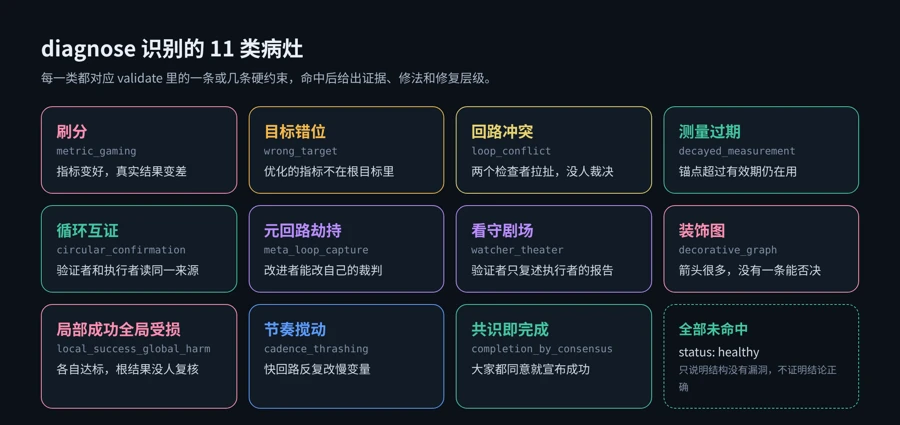 diagnose 识别的 11 类病灶
每一类都对应 validate 里的一条或几条硬约束，命中后给出证据、修法和修复层级。
刷分
metric_gaming
指标变好，真实结果变差
目标错位
wrong_target
优化的指标不在根目标里
回路冲突
loop_conflict
两个检查者拉扯，没人裁决
测量过期
decayed_measurement
锚点超过有效期仍在用
循环互证
circular_confirmation
验证者和执行者读同一来源
元回路劫持
meta_loop_capture
改进者能改自己的裁判
看守剧场
watcher_theater
验证者只复述执行者的报告
装饰图
decorative_graph
箭头很多，没有一条能否决
局部成功全局受损
local_success_global_harm
各自达标，根结果没人复核
节奏搅动
cadence_thrashing
快回路反复改慢变量
共识即完成
completion_by_consensus
大家都同意就宣布成功
全部未命中
status: healthy
只说明结构没有漏洞，不证明结论正
确